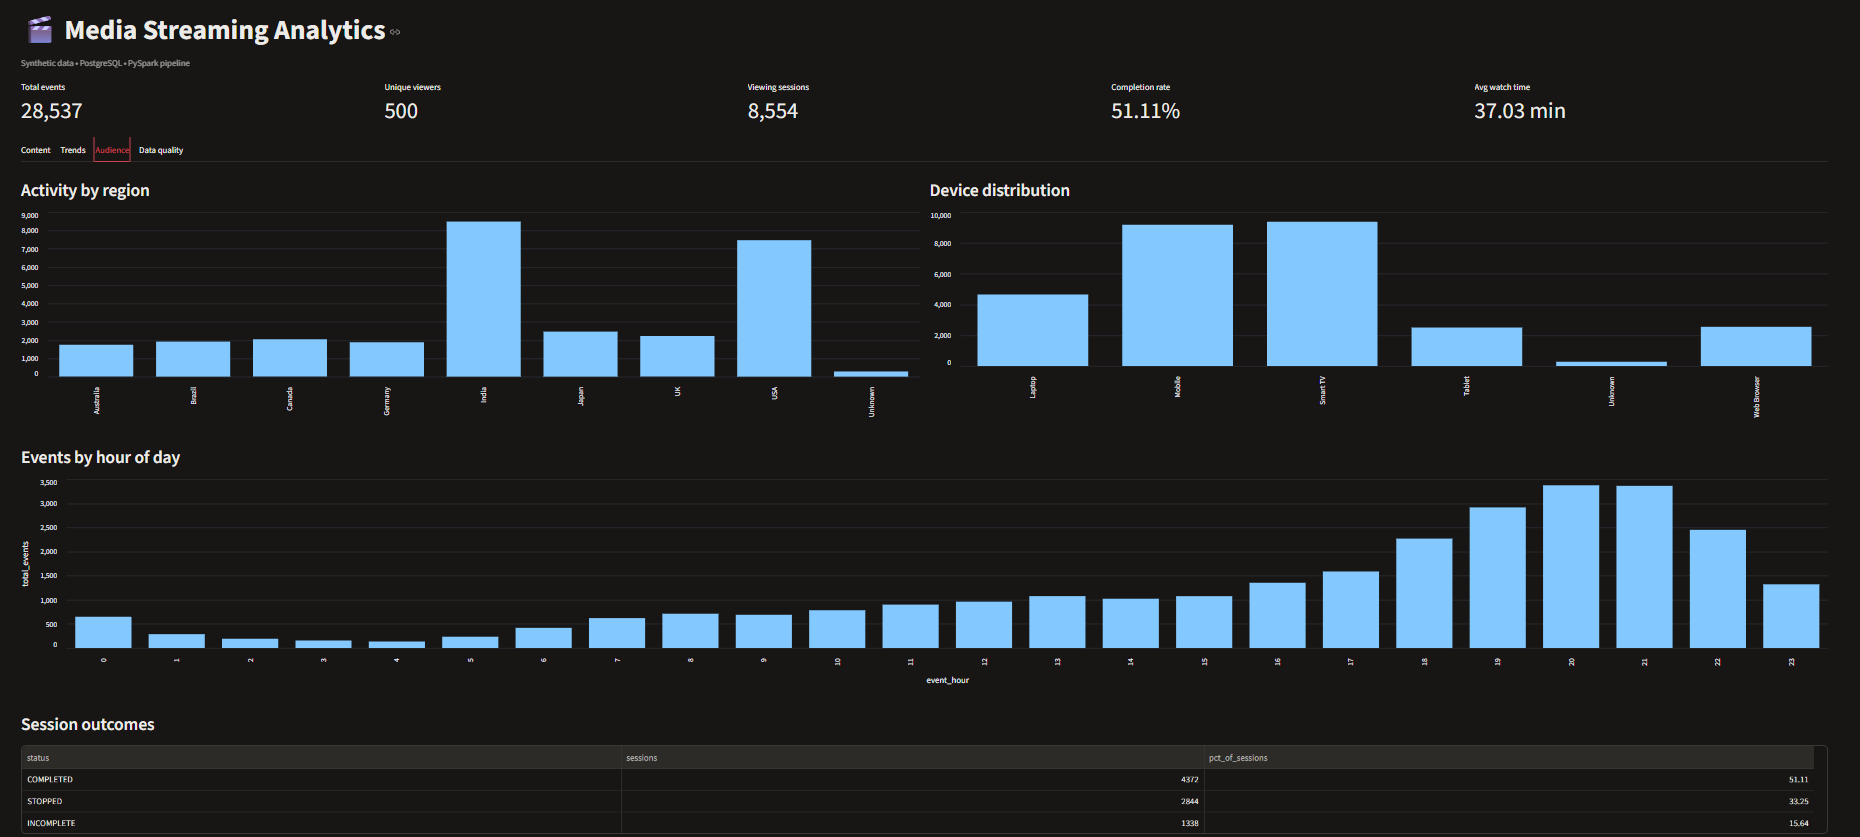 Media Streaming Analytics
Synthetic data • PostgreSQL • PySpark pipeline
Total events
28,537
Unique viewers
500
Viewing sessions
8,554
Completion rate
51.11%
Avg watch time
37.03 min
Content Trends Audience Data quality
Activity by region
9,000
8,000
7,000
6,000
5,000
4,000
3,000
2,000
1,000
0
Australia
Brazil
Canada
Germany
India
Japan
UK
USA
Unknown
Device distribution
10,000
8,000
6,000
4,000
2,000
0
Laptop
Mobile
Smart TV
Tablet
Unknown
Web Browser
Events by hour of day
total_events
3,500
3,000
2,500
2,000
1,500
1,000
500
0
0 1 2 3 4 5 6 7 8 9 10 11 12 13 14 15 16 17 18 19 20 21 22 23
event_hour
Session outcomes
status sessions pct_of_sessions
COMPLETED 4372 51.11
STOPPED 2844 33.25
INCOMPLETE 1338 15.64